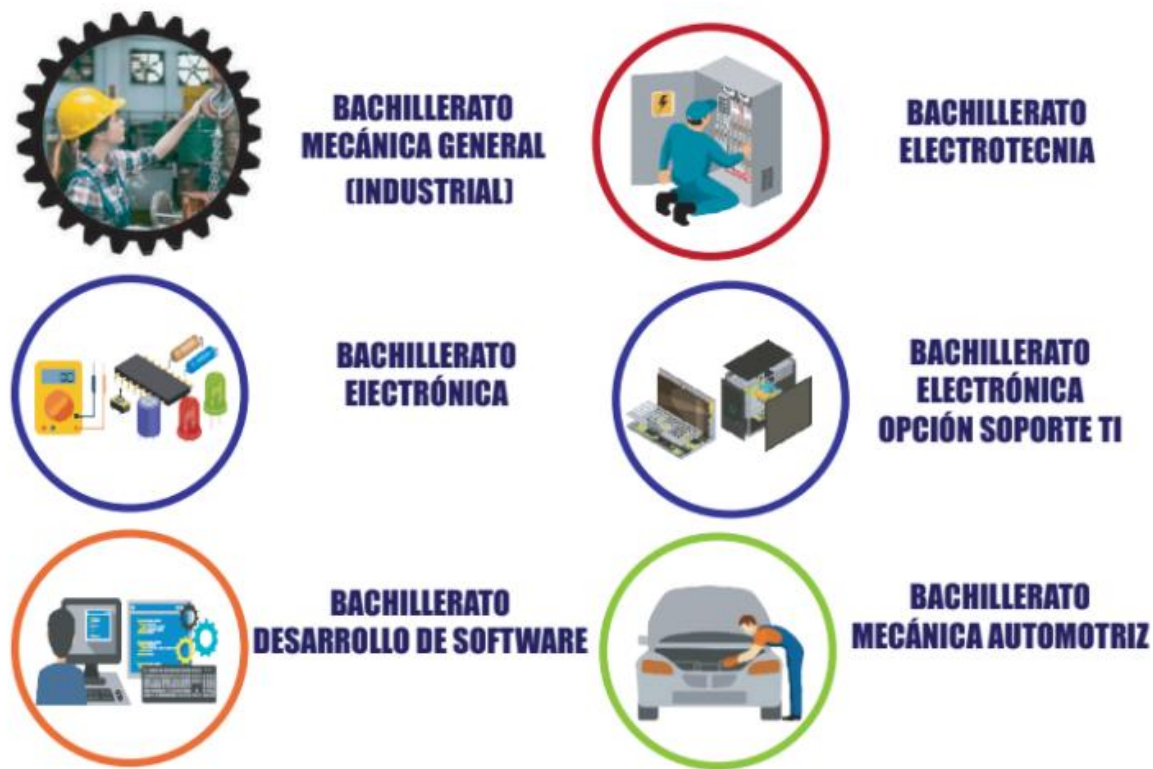 BACHILLERATO
MECÁNICA GENERAL
(INDUSTRIAL)
BACHILLERATO
ELECTROTECNIA
BACHILLERATO
ElECTRÓNICA
BACHILLERATO
ELECTRÓNICA
OPCIÓN SOPORTE TI
BACHILLERATO
DESARROLLO DE SOFTWARE
BACHILLERATO
MECÁNICA AUTOMOTRIZ